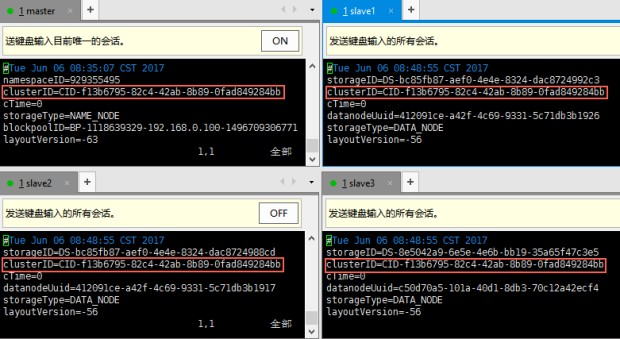 1 master
送键盘输入目前唯一的会话。
ON
#Tue Jun 06 08:35:07 CST 2017
namespaceID=929355495
clusterID=CID-f13b6795-82c4-42ab-8b89-0fad849284bb
cTime=0
storageType=NAME_NODE
blockpoolID=BP-1118639329-192.168.0.100-1496709306771
layoutVersion=-63
1,1 全部
1 slave1
发送键盘输入的所有会话。
#Tue Jun 06 08:48:55 CST 2017
storageID=DS-bc85fb87-aef0-4e4e-8324-dac8724992c3
clusterID=CID-f13b6795-82c4-42ab-8b89-0fad849284bb
cTime=0
datanodeUuid=412091ec-a42f-4c69-9331-5c71db3b1926
storageType=DATA_NODE
layoutVersion=-56
1 slave2
发送键盘输入的所有会话。
OFF
#Tue Jun 06 08:48:55 CST 2017
storageID=DS-bc85fb87-aef0-4e4e-8324-dac8724988cd
clusterID=CID-f13b6795-82c4-42ab-8b89-0fad849284bb
cTime=0
datanodeUuid=412091ec-a42f-4c69-9331-5c71db3b1917
storageType=DATA_NODE
layoutVersion=-56
1,1 全部
1 slave3
发送键盘输入的所有会话。
#Tue Jun 06 08:48:55 CST 2017
storageID=DS-8e5042a9-6e5e-4e6b-bb19-35a65f47c3e5
clusterID=CID-f13b6795-82c4-42ab-8b89-0fad849284bb
cTime=0
datanodeUuid=c50d70a5-101a-40d1-8db3-70c12a42ecf4
storageType=DATA_NODE
layoutVersion=-56